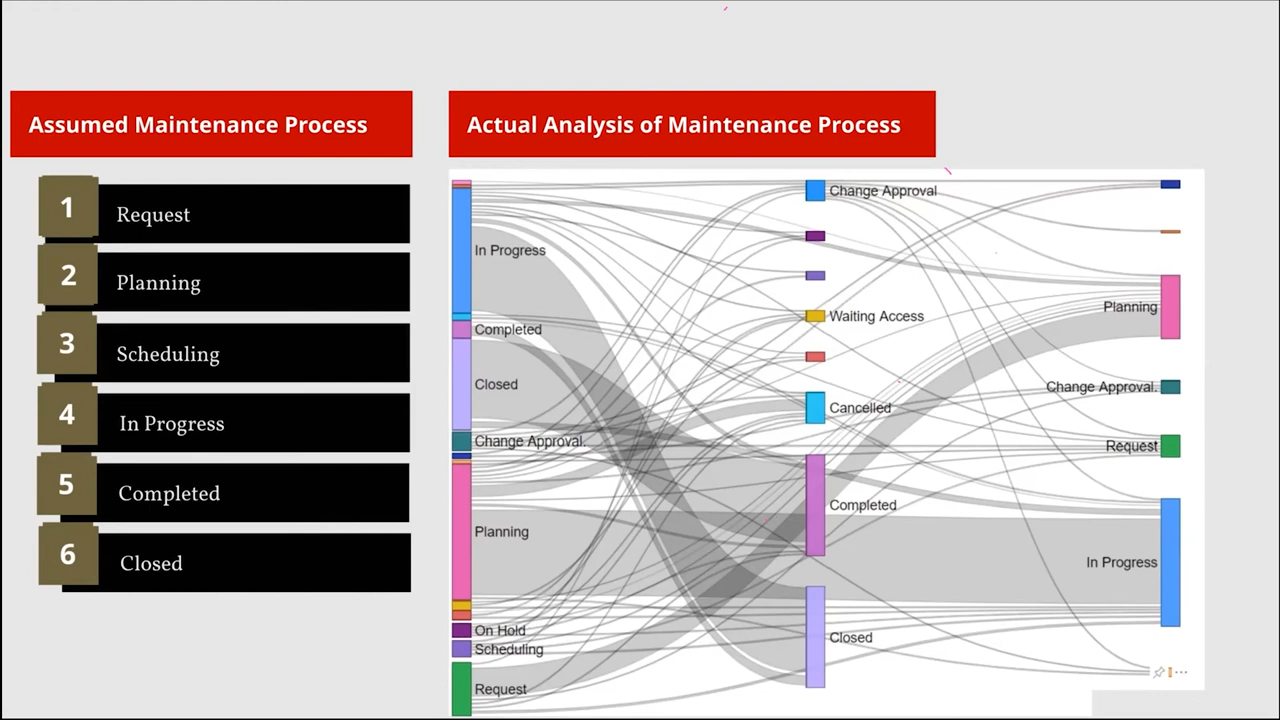 Assumed Maintenance Process
1 Request
2 Planning
3 Scheduling
4 In Progress
5 Completed
6 Closed
Actual Analysis of Maintenance Process
In Progress
Completed
Closed
Change Approval.
Planning
On Hold
Scheduling
Request
Change Approval
Waiting Access
Cancelled
Completed
Closed
Planning
Change Approval.
Request
In Progress